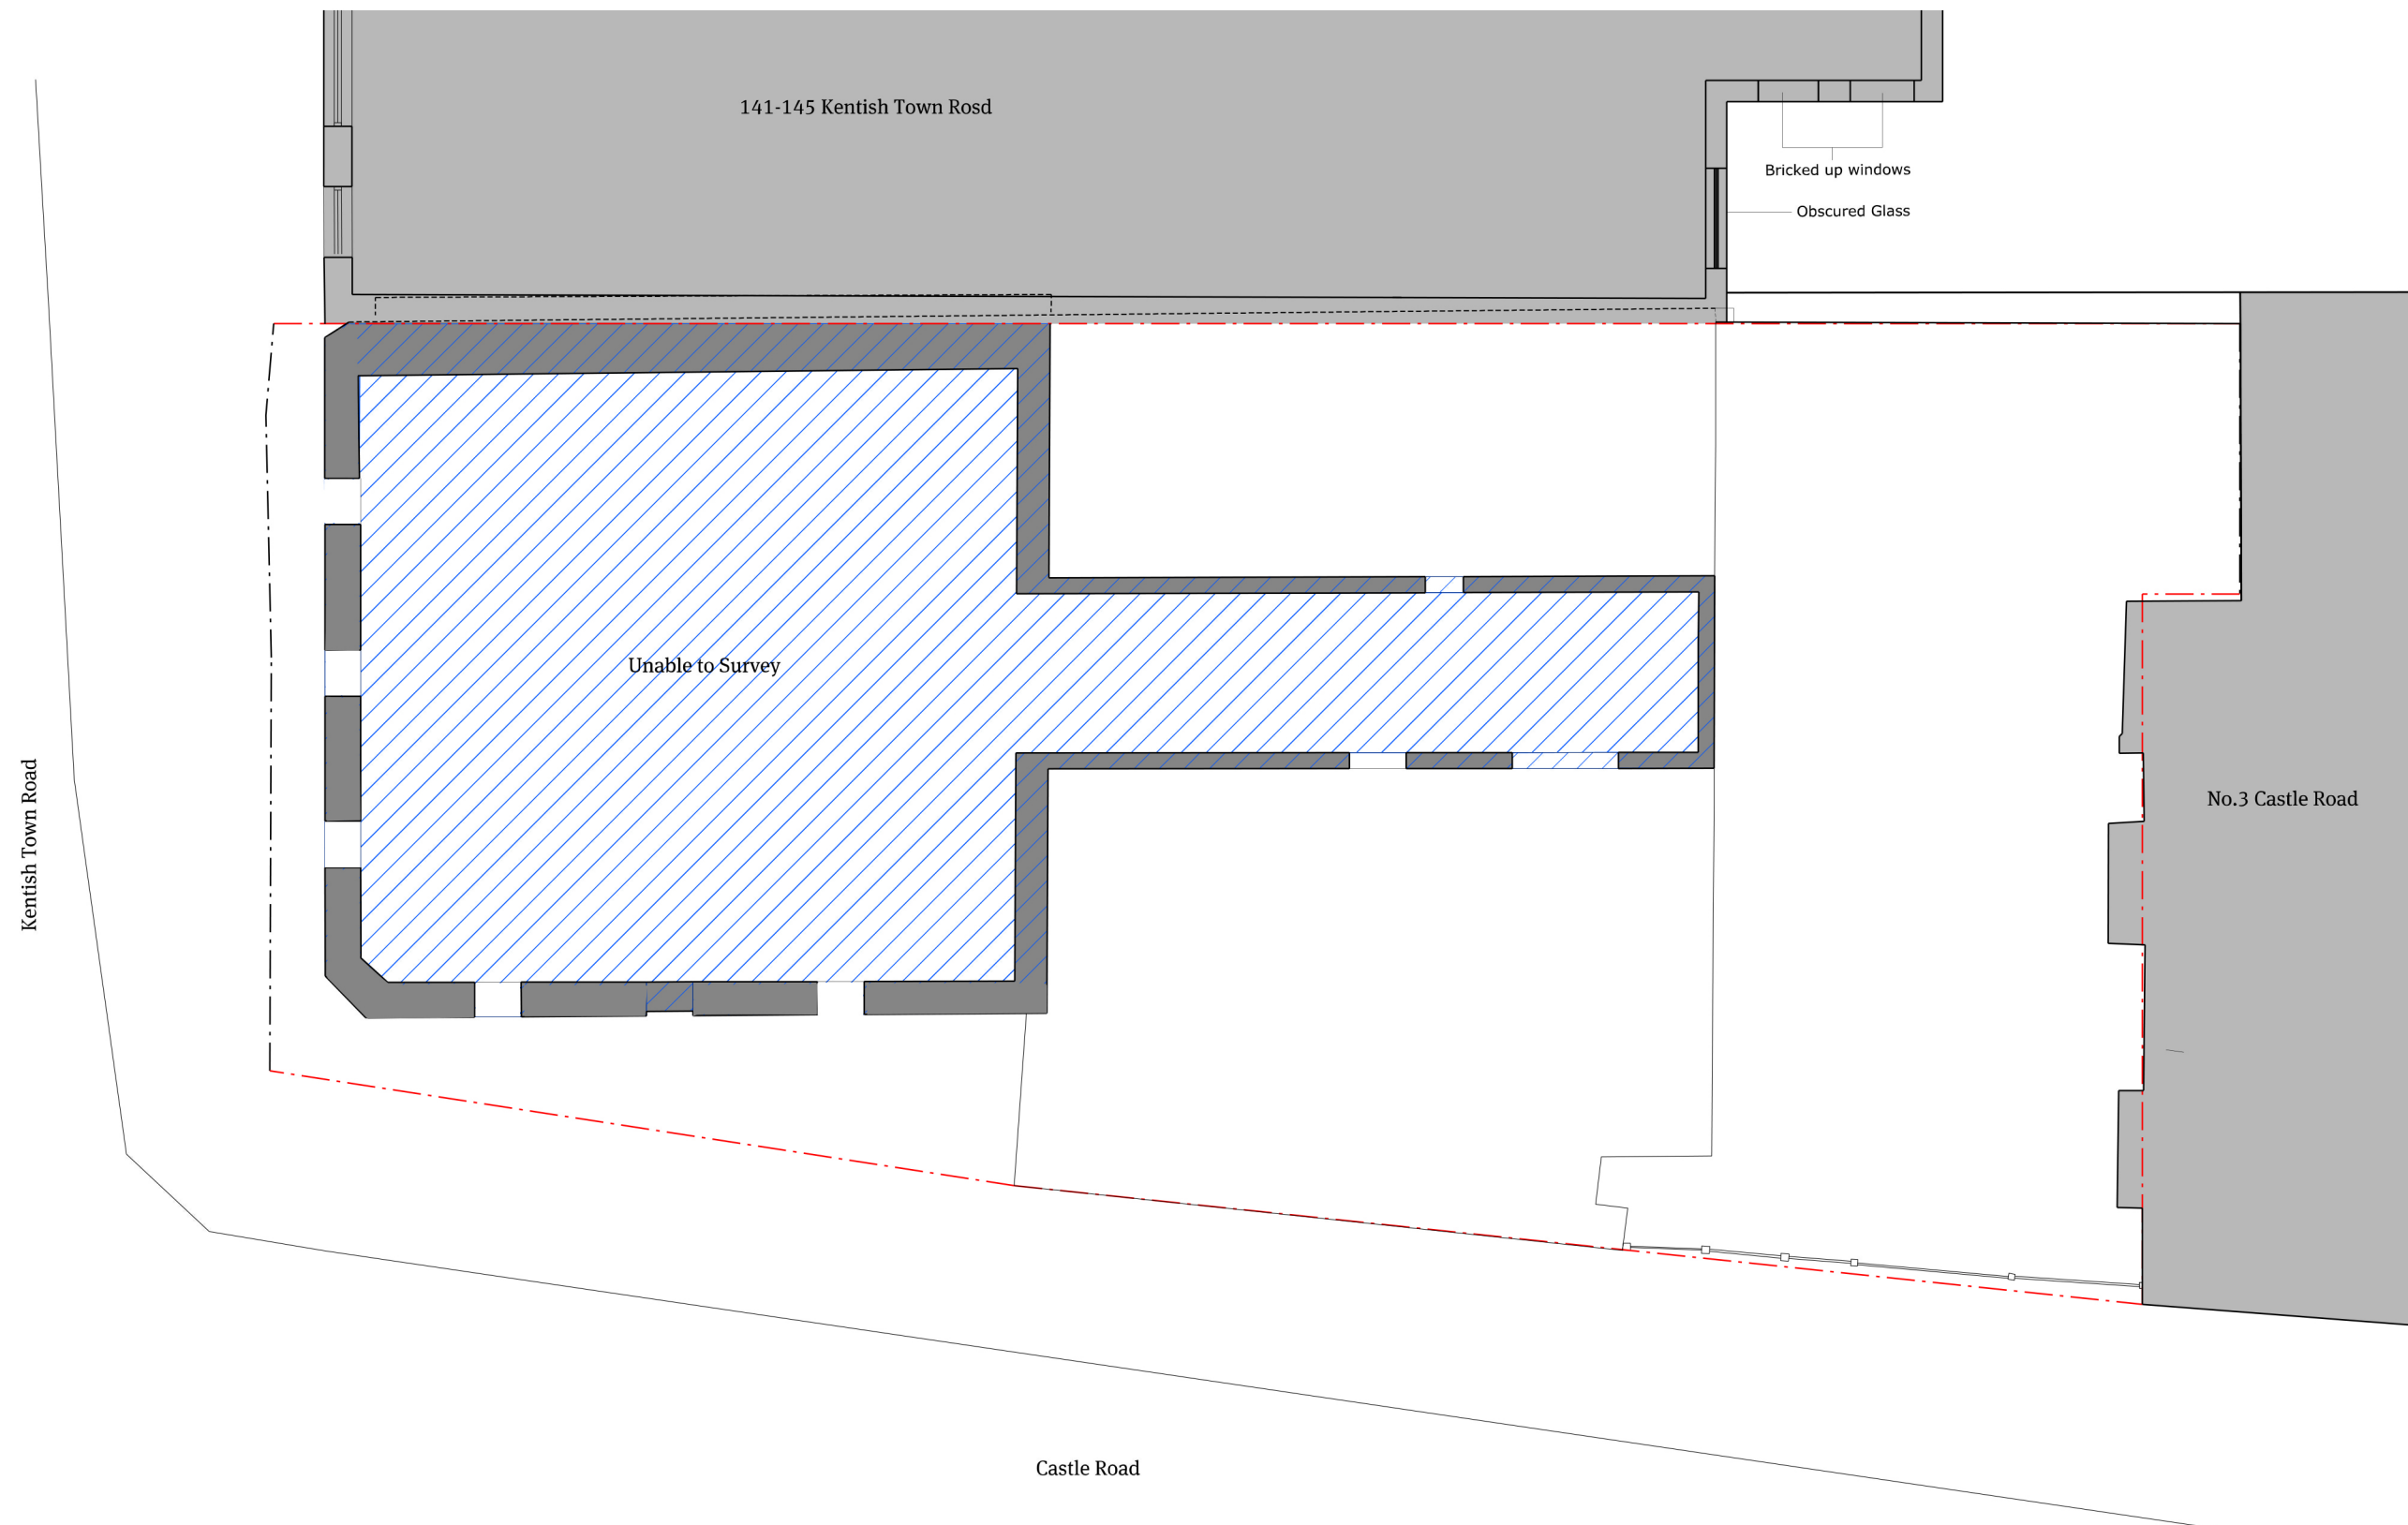 141-145 Kentish Town Rosd
Bricked up windows
Obscured Glass
Unable to Survey
No.3 Castle Road
Kentish Town Road
Castle Road